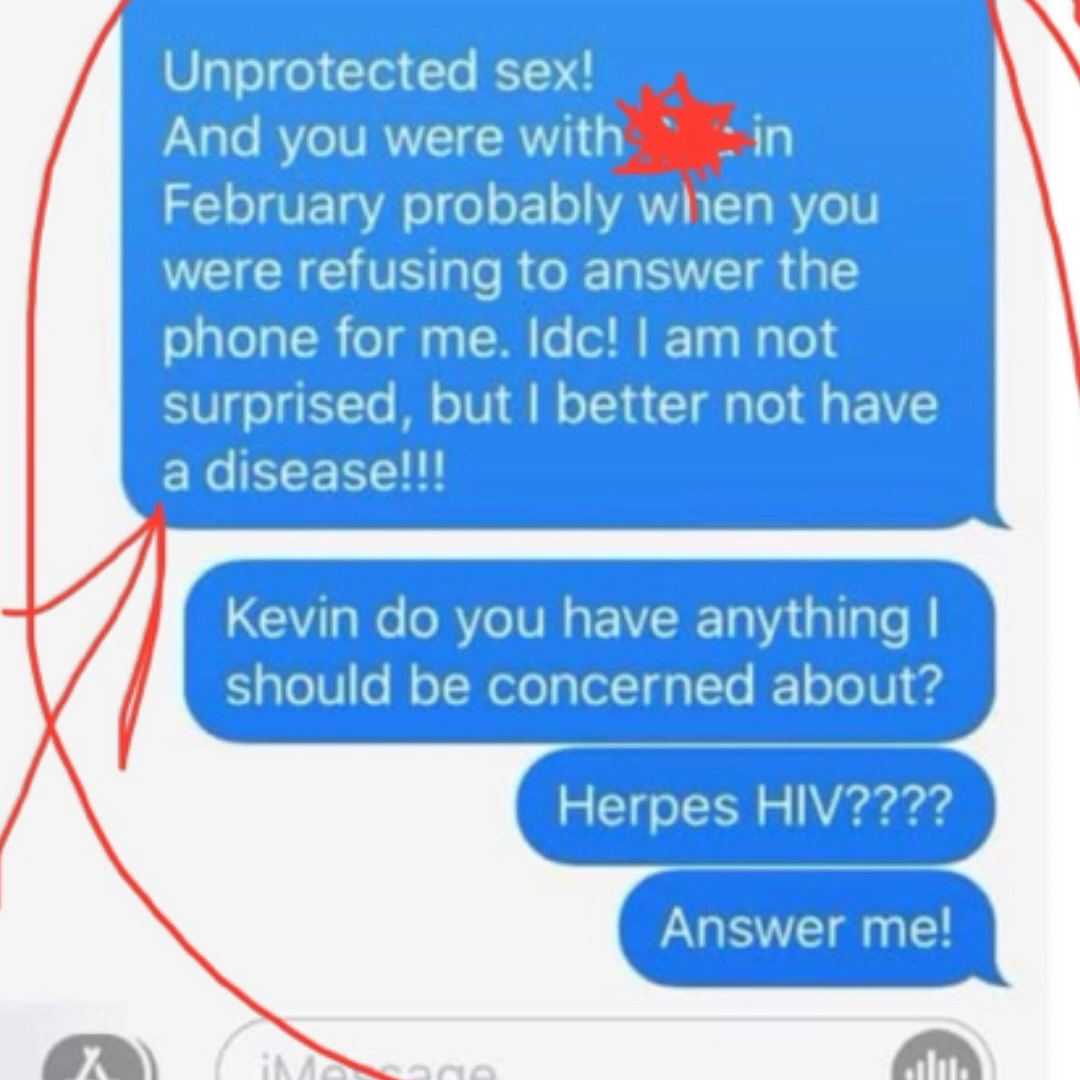 Unprotected sex!
And you were with in
February probably when you
were refusing to answer the
phone for me. Idc! I am not
surprised, but I better not have
a disease!!!
Kevin do you have anything I
should be concerned about?
Herpes HIV????
Answer me!
iMessage